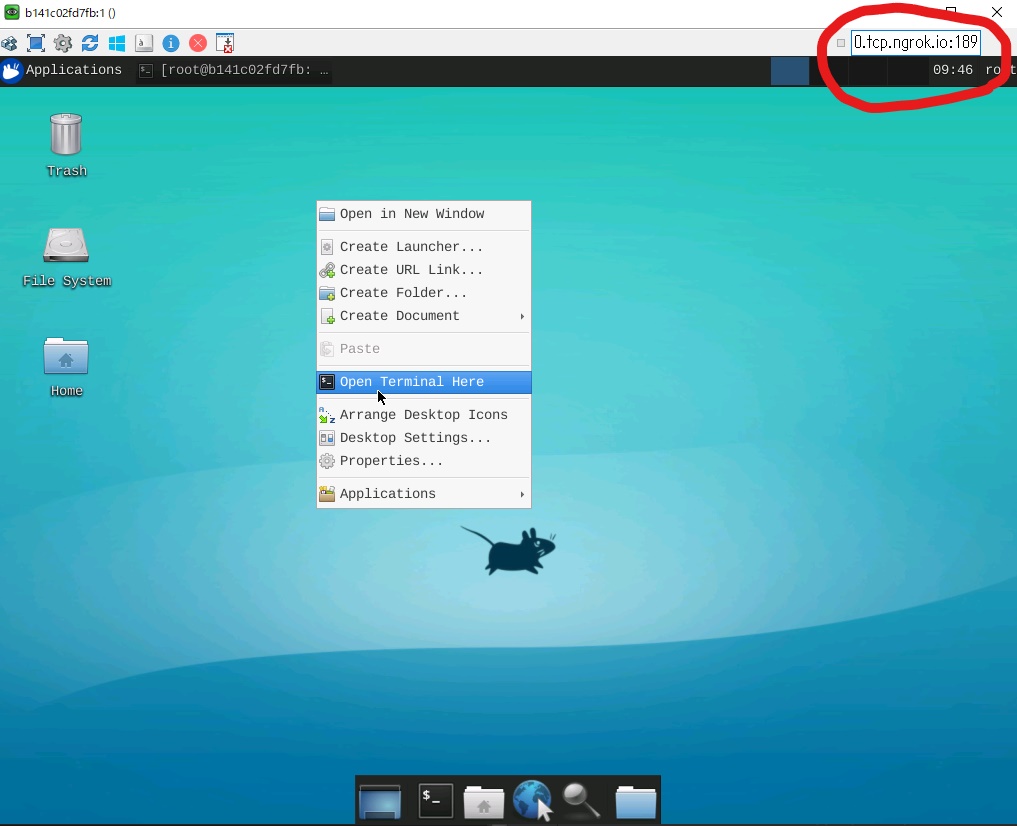 b141c02fd7fb:1 ()
0.tcp.ngrok.io:189
Applications
[root@b141c02fd7fb: …
09:46
Trash
File System
Home
Open in New Window
Create Launcher...
Create URL Link...
Create Folder...
Create Document
Paste
Open Terminal Here
Arrange Desktop Icons
Desktop Settings...
Properties...
Applications